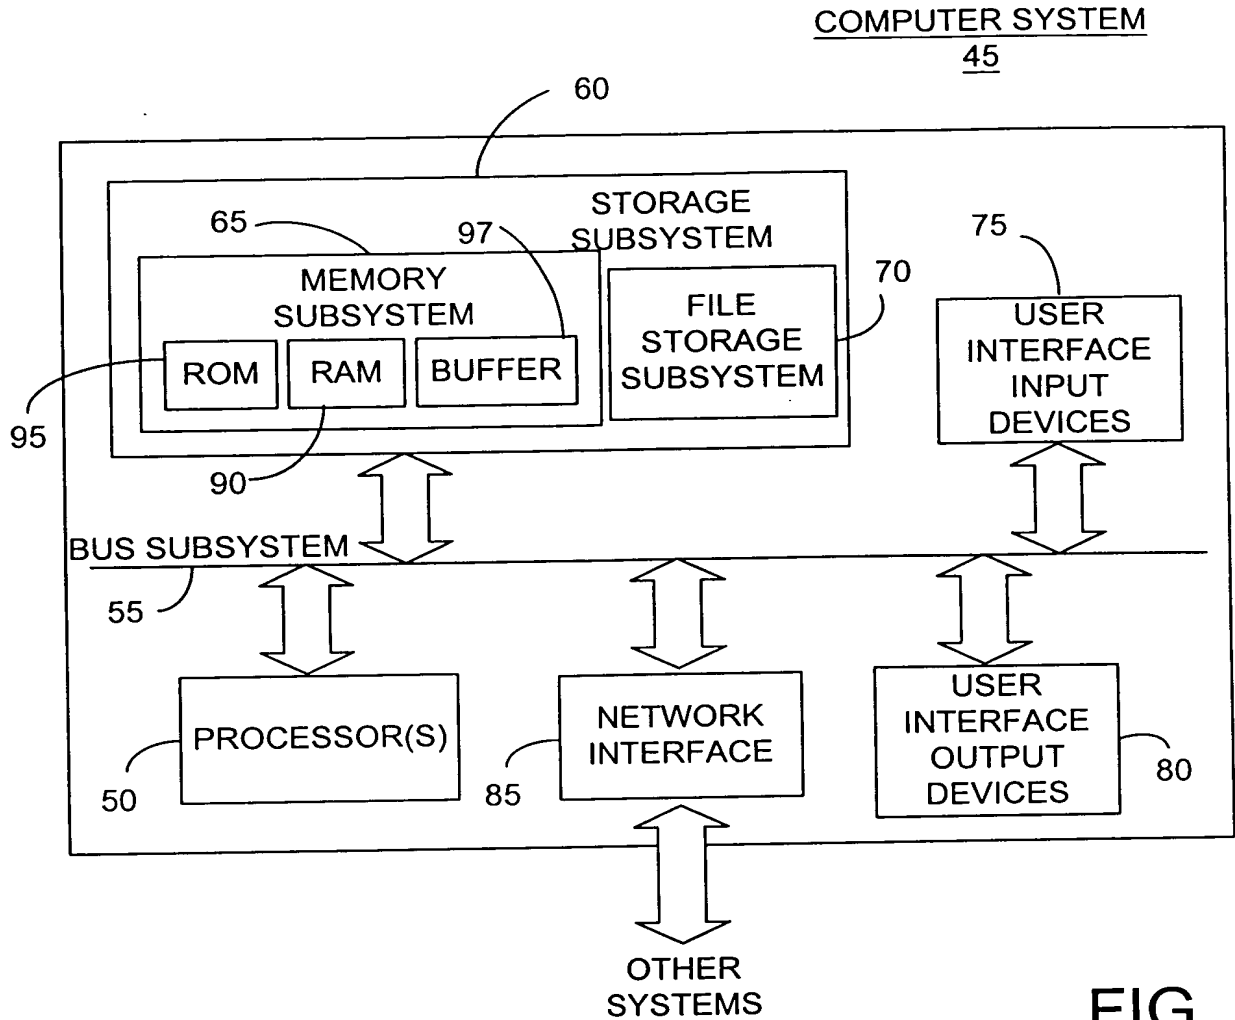 COMPUTER SYSTEM
45
60
STORAGE
SUBSYSTEM
65
97
MEMORY
SUBSYSTEM
ROM
RAM
BUFFER
95
90
FILE
STORAGE
SUBSYSTEM
70
75
USER
INTERFACE
INPUT
DEVICES
BUS SUBSYSTEM
55
PROCESSOR(S)
50
NETWORK
INTERFACE
85
USER
INTERFACE
OUTPUT
DEVICES
80
OTHER
SYSTEMS
FIG